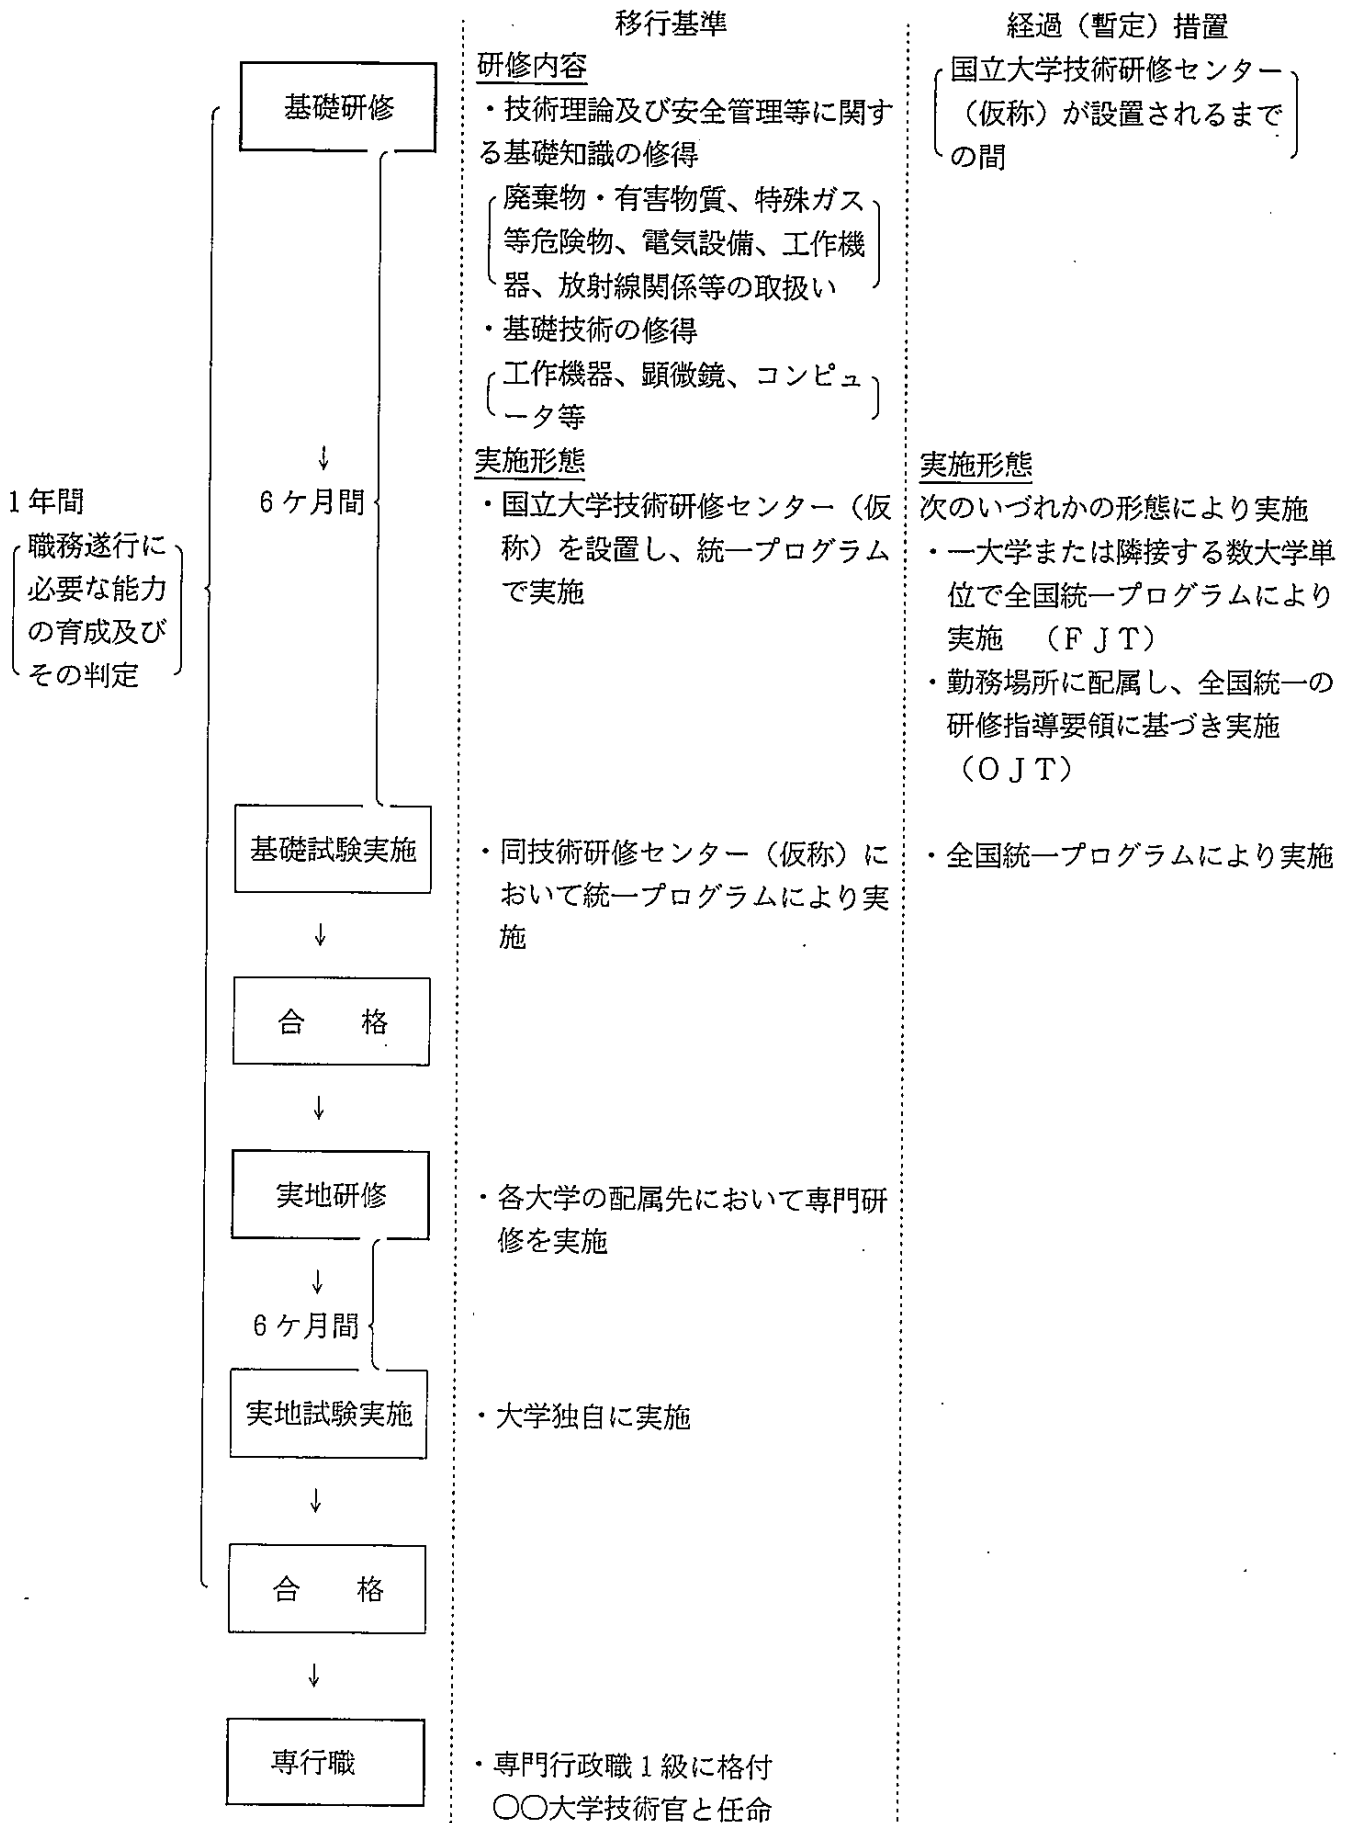 移行基準
経過（暫定）措置
基礎研修
研修内容
・技術理論及び安全管理等に関す
る基礎知識の修得
廃棄物・有害物質、特殊ガス
等危険物、電気設備、工作機
器、放射線関係等の取扱い
・基礎技術の修得
工作機器、顕微鏡、コンピュ
ータ等
国立大学技術研修センター
（仮称）が設置されるまで
の間
↓
6ケ月間
1年間
職務遂行に
必要な能力
の育成及び
その判定
実施形態
・国立大学技術研修センター（仮
称）を設置し、統一プログラム
で実施
実施形態
次のいづれかの形態により実施
・一大学または隣接する数大学単
位で全国統一プログラムにより
実施　（ＦＪＴ）
・勤務場所に配属し、全国統一の
研修指導要領に基づき実施
（ＯＪＴ）
基礎試験実施
・同技術研修センター（仮称）に
おいて統一プログラムにより実
施
・全国統一プログラムにより実施
↓
合　格
↓
実地研修
・各大学の配属先において専門研
修を実施
↓
6ケ月間
実地試験実施
・大学独自に実施
↓
合　格
↓
専行職
・専門行政職1級に格付
〇〇大学技術官と任命